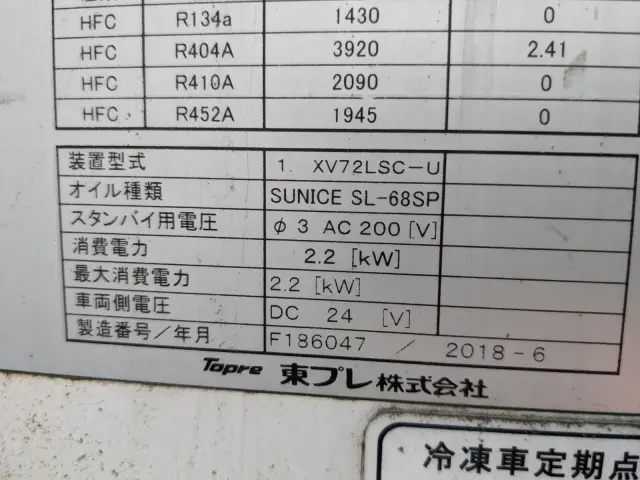 HFC R134a 1430 0
HFC R404A 3920 2.41
HFC R410A 2090 0
HFC R452A 1945 0
装置型式 1. XV72LSC-U
オイル種類 SUNICE SL-68SP
スタンバイ用電圧 φ 3 AC 200 [V]
消費電力 2.2 [kW]
最大消費電力 2.2 [kW]
車両側電圧 DC 24 [V]
製造番号/年月 F186047 / 2018-6
Topre 東プレ株式会社
冷凍車定期点